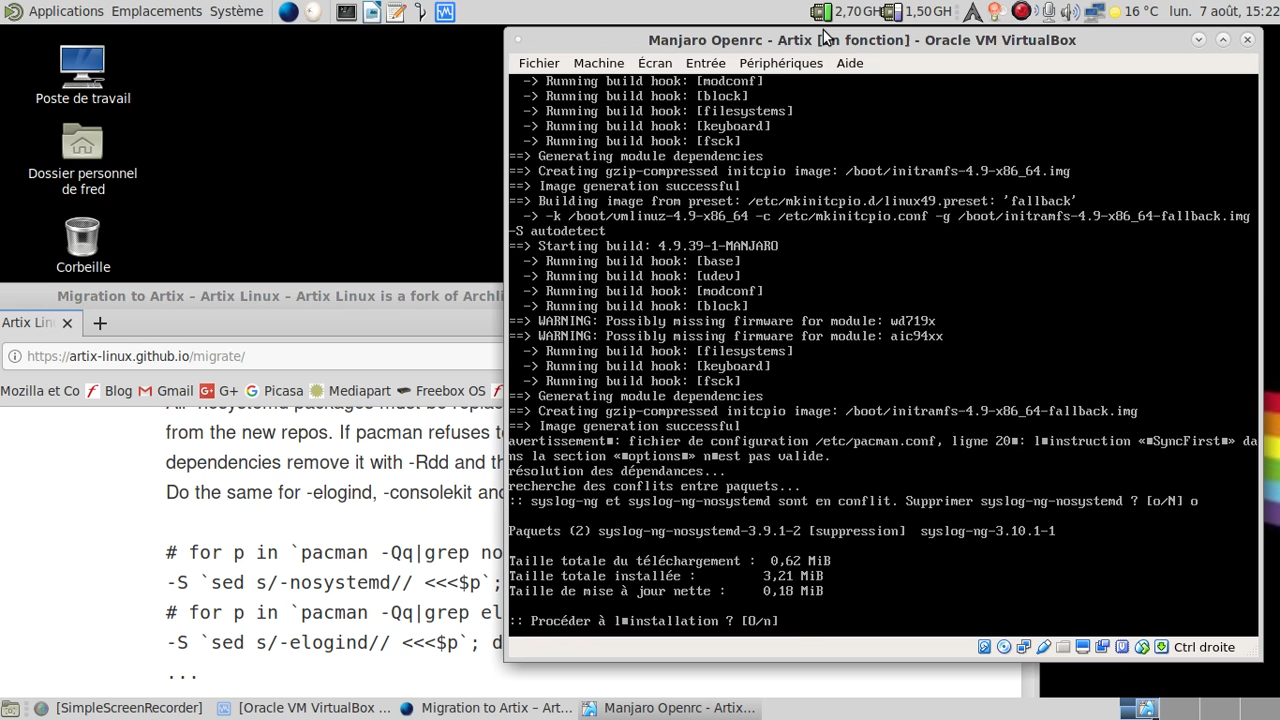 Applications Emplacements Système
2,70 GH 1,50 GH 16 °C lun. 7 août, 15:22
Poste de travail
Dossier personnel
de fred
Corbeille
Migration to Artix – Artix Linux – Artix Linux is a fork of Archli
Artix Lin
https://artix-linux.github.io/migrate/
Mozilla et Co Blog Gmail G+ Picasa Mediapart Freebox OS
from the new repos. If pacman refuses t
dependencies remove it with -Rdd and th
Do the same for -elogind, -consolekit an
# for p in `pacman -Qq|grep no
-S `sed s/-nosystemd// <<<$p`;
# for p in `pacman -Qq|grep el
-S `sed s/-elogind// <<<$p`; d
...
Manjaro Openrc - Artix [en fonction] - Oracle VM VirtualBox
Fichier Machine Écran Entrée Périphériques Aide
-> Running build hook: [modconf]
-> Running build hook: [block]
-> Running build hook: [filesystems]
-> Running build hook: [keyboard]
-> Running build hook: [fsck]
==> Generating module dependencies
==> Creating gzip-compressed initcpio image: /boot/initramfs-4.9-x86_64.img
==> Image generation successful
==> Building image from preset: /etc/mkinitcpio.d/linux49.preset: 'fallback'
-> -k /boot/vmlinuz-4.9-x86_64 -c /etc/mkinitcpio.conf -g /boot/initramfs-4.9-x86_64-fallback.img
-S autodetect
==> Starting build: 4.9.39-1-MANJARO
-> Running build hook: [base]
-> Running build hook: [udev]
-> Running build hook: [modconf]
-> Running build hook: [block]
==> WARNING: Possibly missing firmware for module: wd719x
==> WARNING: Possibly missing firmware for module: aic94xx
-> Running build hook: [filesystems]
-> Running build hook: [keyboard]
-> Running build hook: [fsck]
==> Generating module dependencies
==> Creating gzip-compressed initcpio image: /boot/initramfs-4.9-x86_64-fallback.img
==> Image generation successful
avertissement■: fichier de configuration /etc/pacman.conf, ligne 20■: l■instruction «■SyncFirst■» da
ns la section «■options■» n■est pas valide.
résolution des dépendances...
recherche des conflits entre paquets...
:: syslog-ng et syslog-ng-nosystemd sont en conflit. Supprimer syslog-ng-nosystemd ? [o/N] o
Paquets (2) syslog-ng-nosystemd-3.9.1-2 [suppression] syslog-ng-3.10.1-1
Taille totale du téléchargement : 0,62 MiB
Taille totale installée : 3,21 MiB
Taille de mise à jour nette : 0,18 MiB
:: Procéder à l■installation ? [O/n]
Ctrl droite
[SimpleScreenRecorder] [Oracle VM VirtualBox ... Migration to Artix – Art... Manjaro Openrc - Artix...